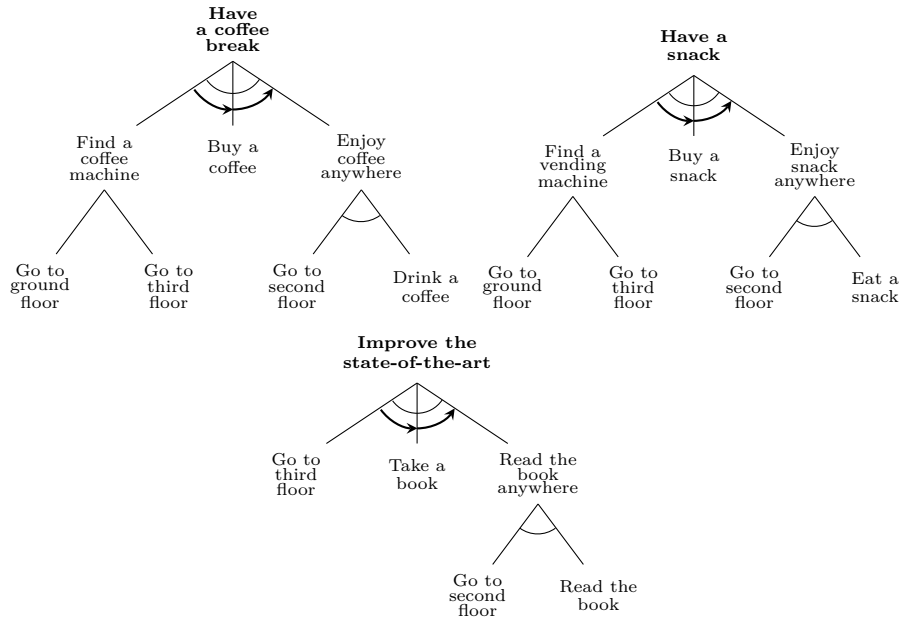 Have
a coffee
break
Find a
coffee
machine
Buy a
coffee
Enjoy
coffee
anywhere
Go to
ground
floor
Go to
third
floor
Go to
second
floor
Drink a
coffee
Have a
snack
Find a
vending
machine
Buy a
snack
Enjoy
snack
anywhere
Go to
ground
floor
Go to
third
floor
Go to
second
floor
Eat a
snack
Improve the
state-of-the-art
Go to
third
floor
Take a
book
Read the
book
anywhere
Go to
second
floor
Read the
book